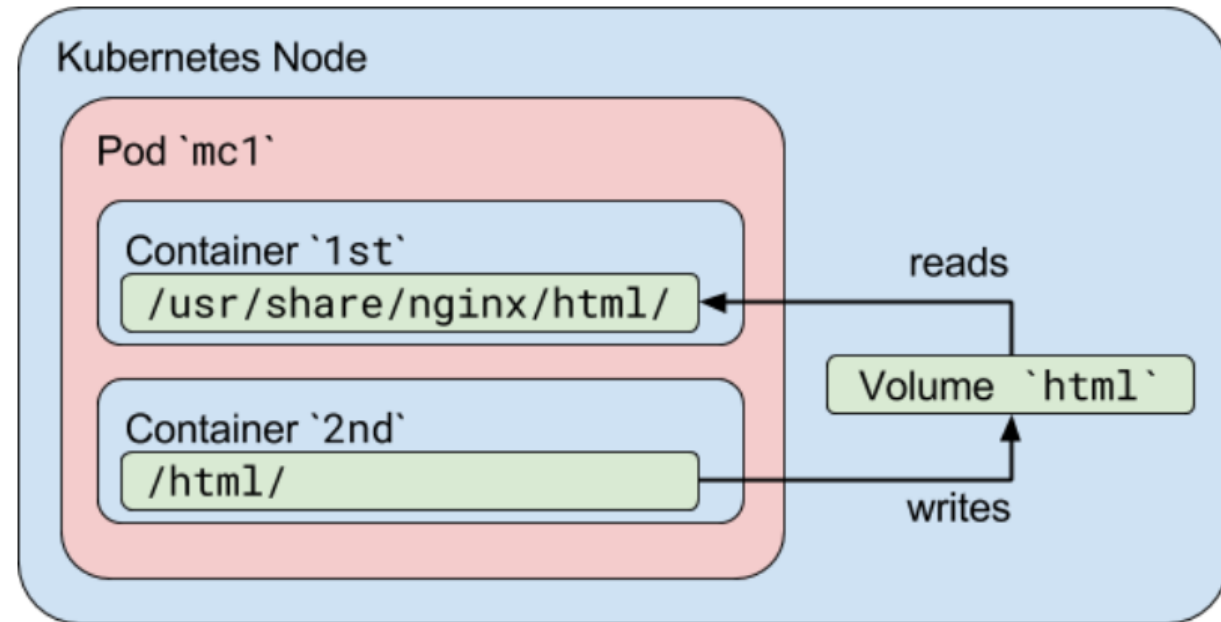 Kubernetes Node
Pod `mc1`
Container `1st`
/usr/share/nginx/html/
reads
Volume `html`
Container `2nd`
/html/
writes